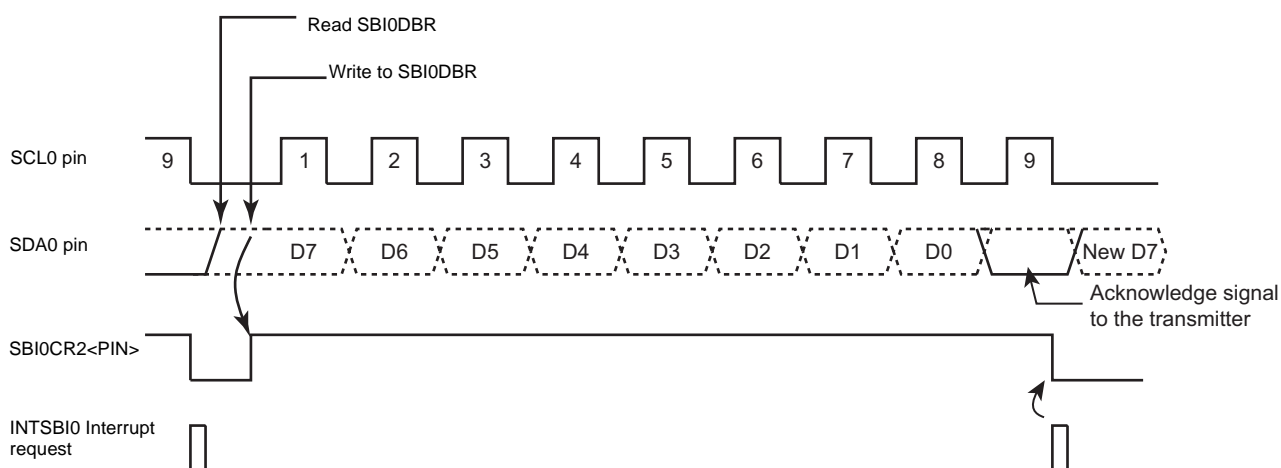 Read SBI0DBR
Write to SBI0DBR
SCL0 pin
9 1 2 3 4 5 6 7 8 9
SDA0 pin
D7 D6 D5 D4 D3 D2 D1 D0 New D7
Acknowledge signal
to the transmitter
SBI0CR2<PIN>
INTSBI0 Interrupt
request